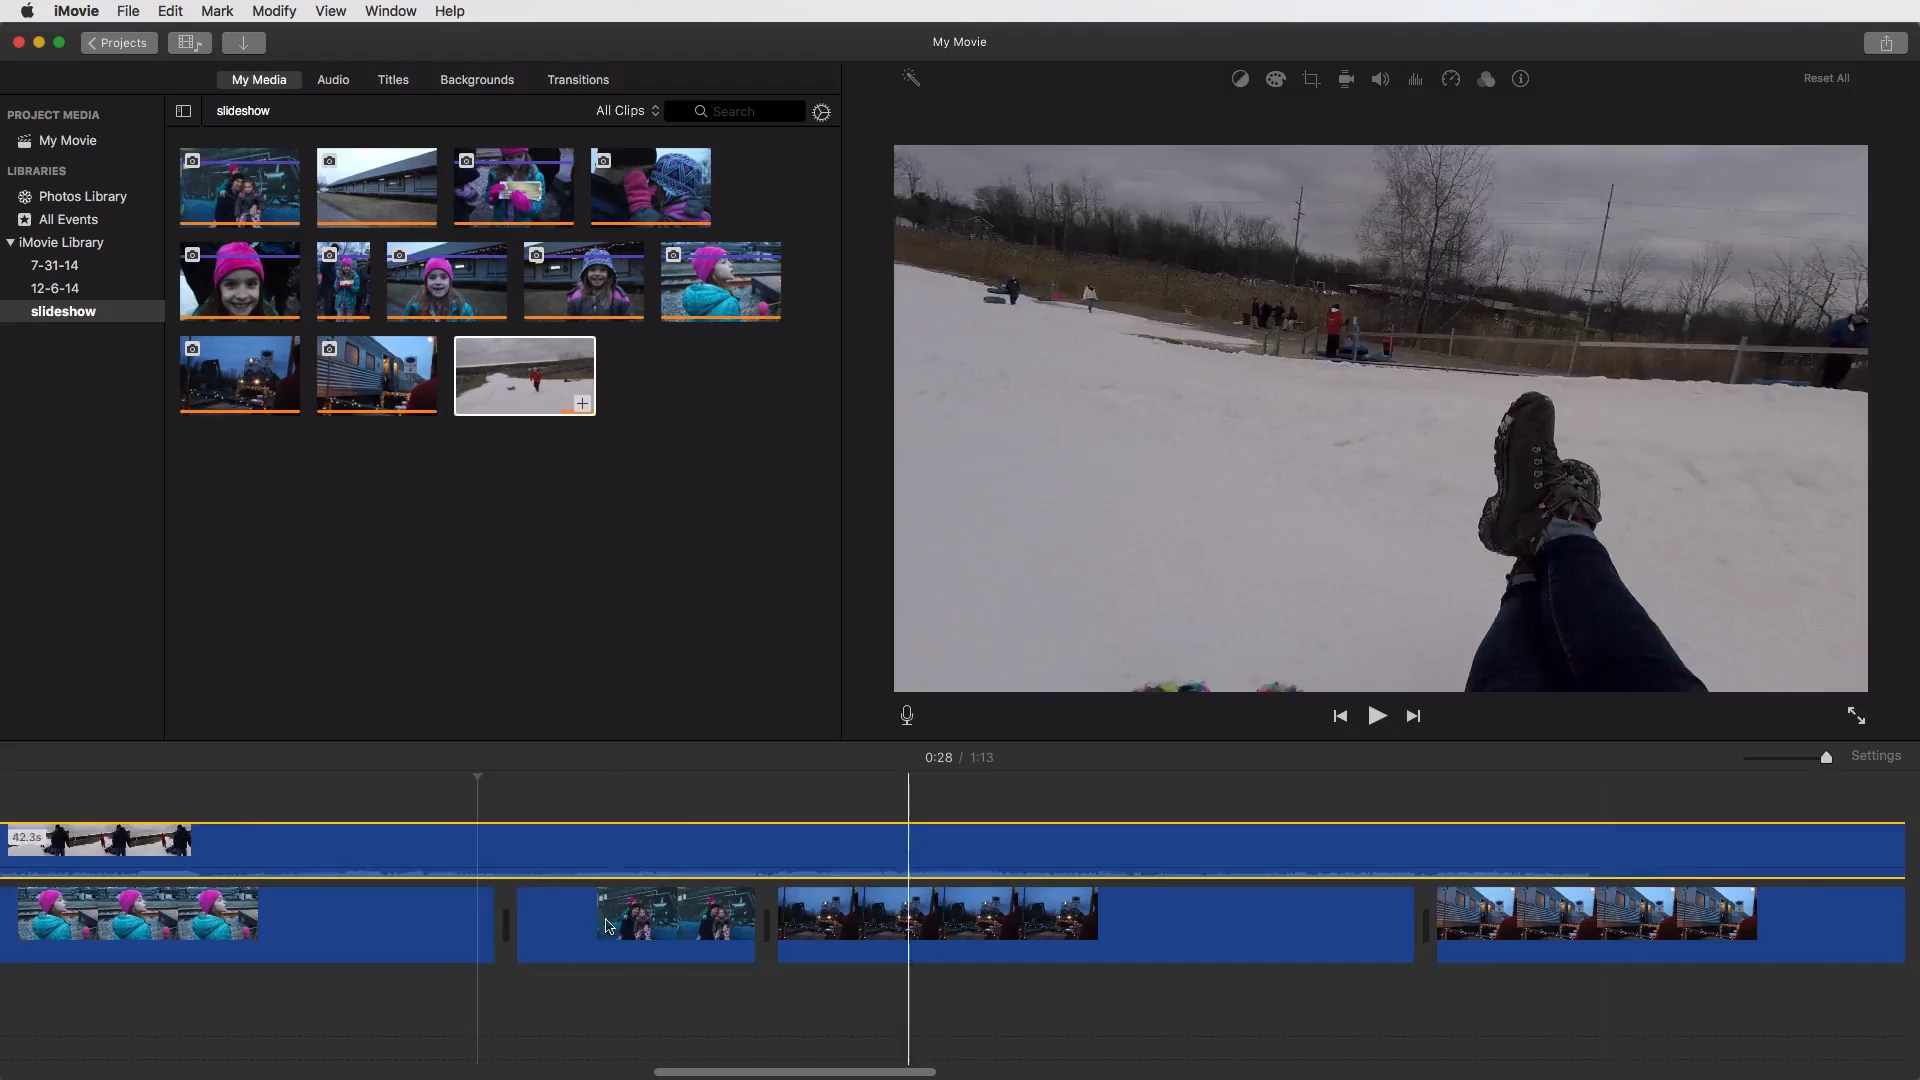 iMovie File Edit Mark Modify View Window Help
Projects
My Movie
My Media Audio Titles Backgrounds Transitions
Reset All
PROJECT MEDIA
slideshow
All Clips
Search
My Movie
LIBRARIES
Photos Library
All Events
iMovie Library
7-31-14
12-6-14
slideshow
0:28 / 1:13
Settings
42.3s